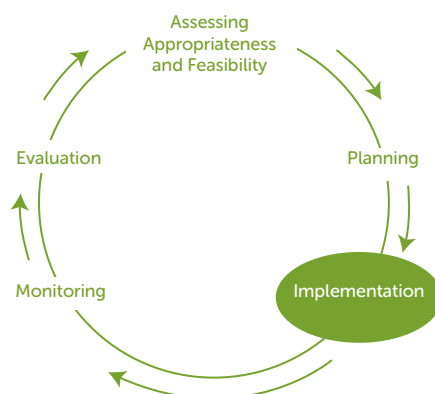 Assessing
Appropriateness
and Feasibility
Evaluation
Planning
Monitoring
Implementation